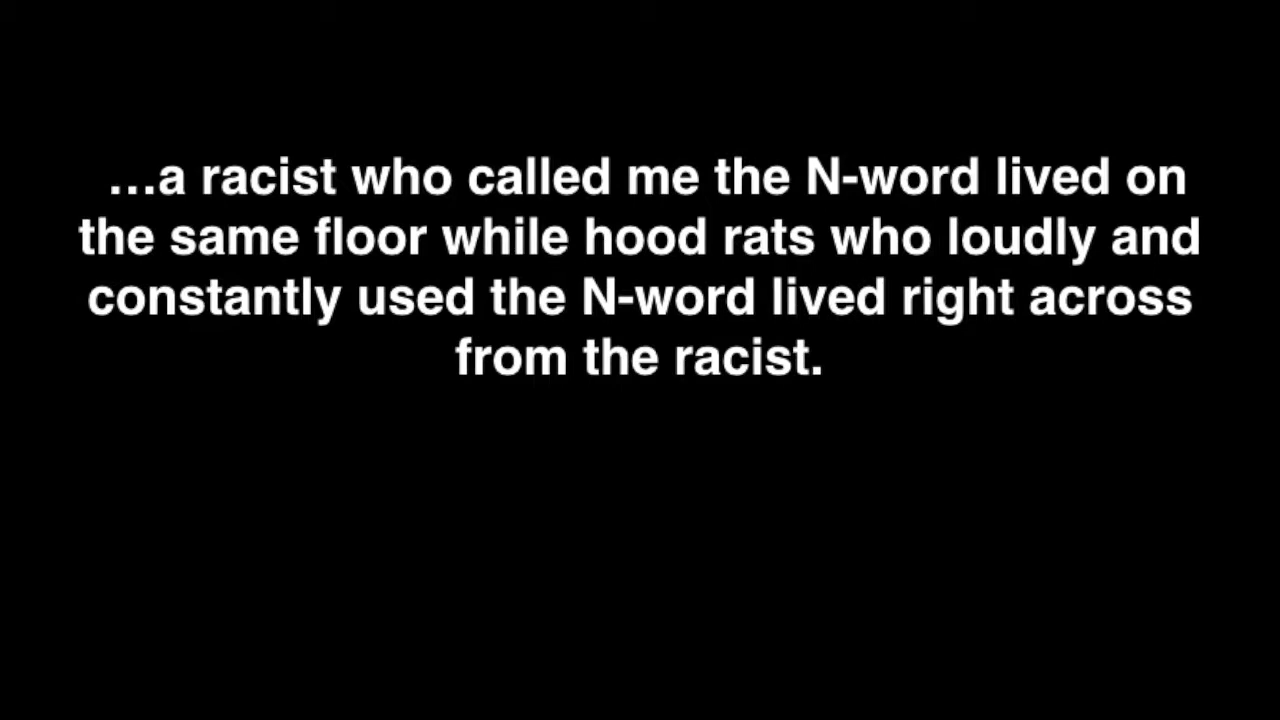 …a racist who called me the N-word lived on
the same floor while hood rats who loudly and
constantly used the N-word lived right across
from the racist.